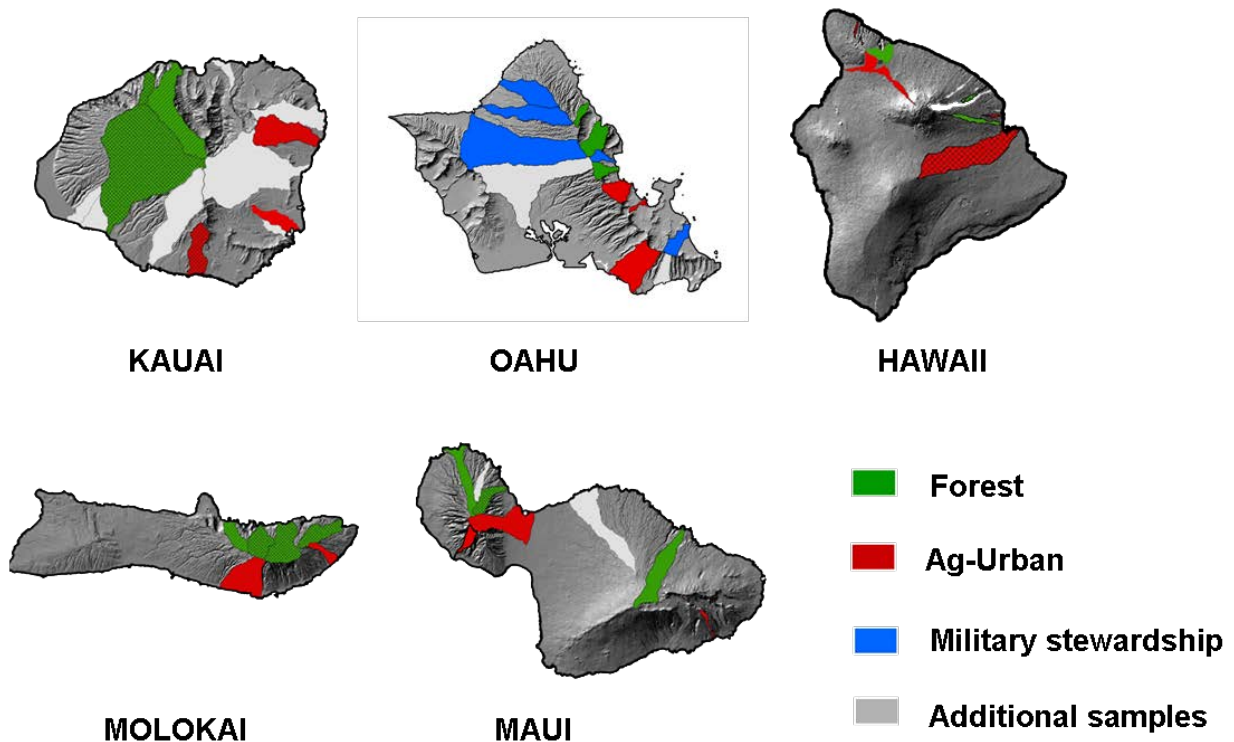 KAUAI
OAHU
HAWAII
MOLOKAI
MAUI
Forest
Ag-Urban
Military stewardship
Additional samples